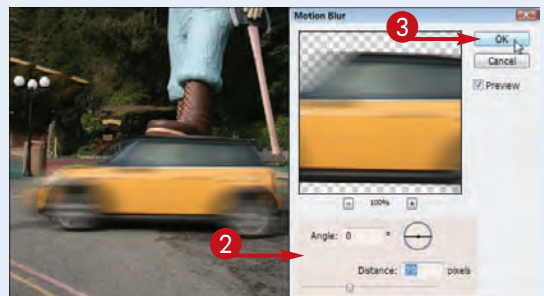 Motion Blur
3
OK
Cancel
Preview
100%
Angle: 0 °
2
Distance: pixels